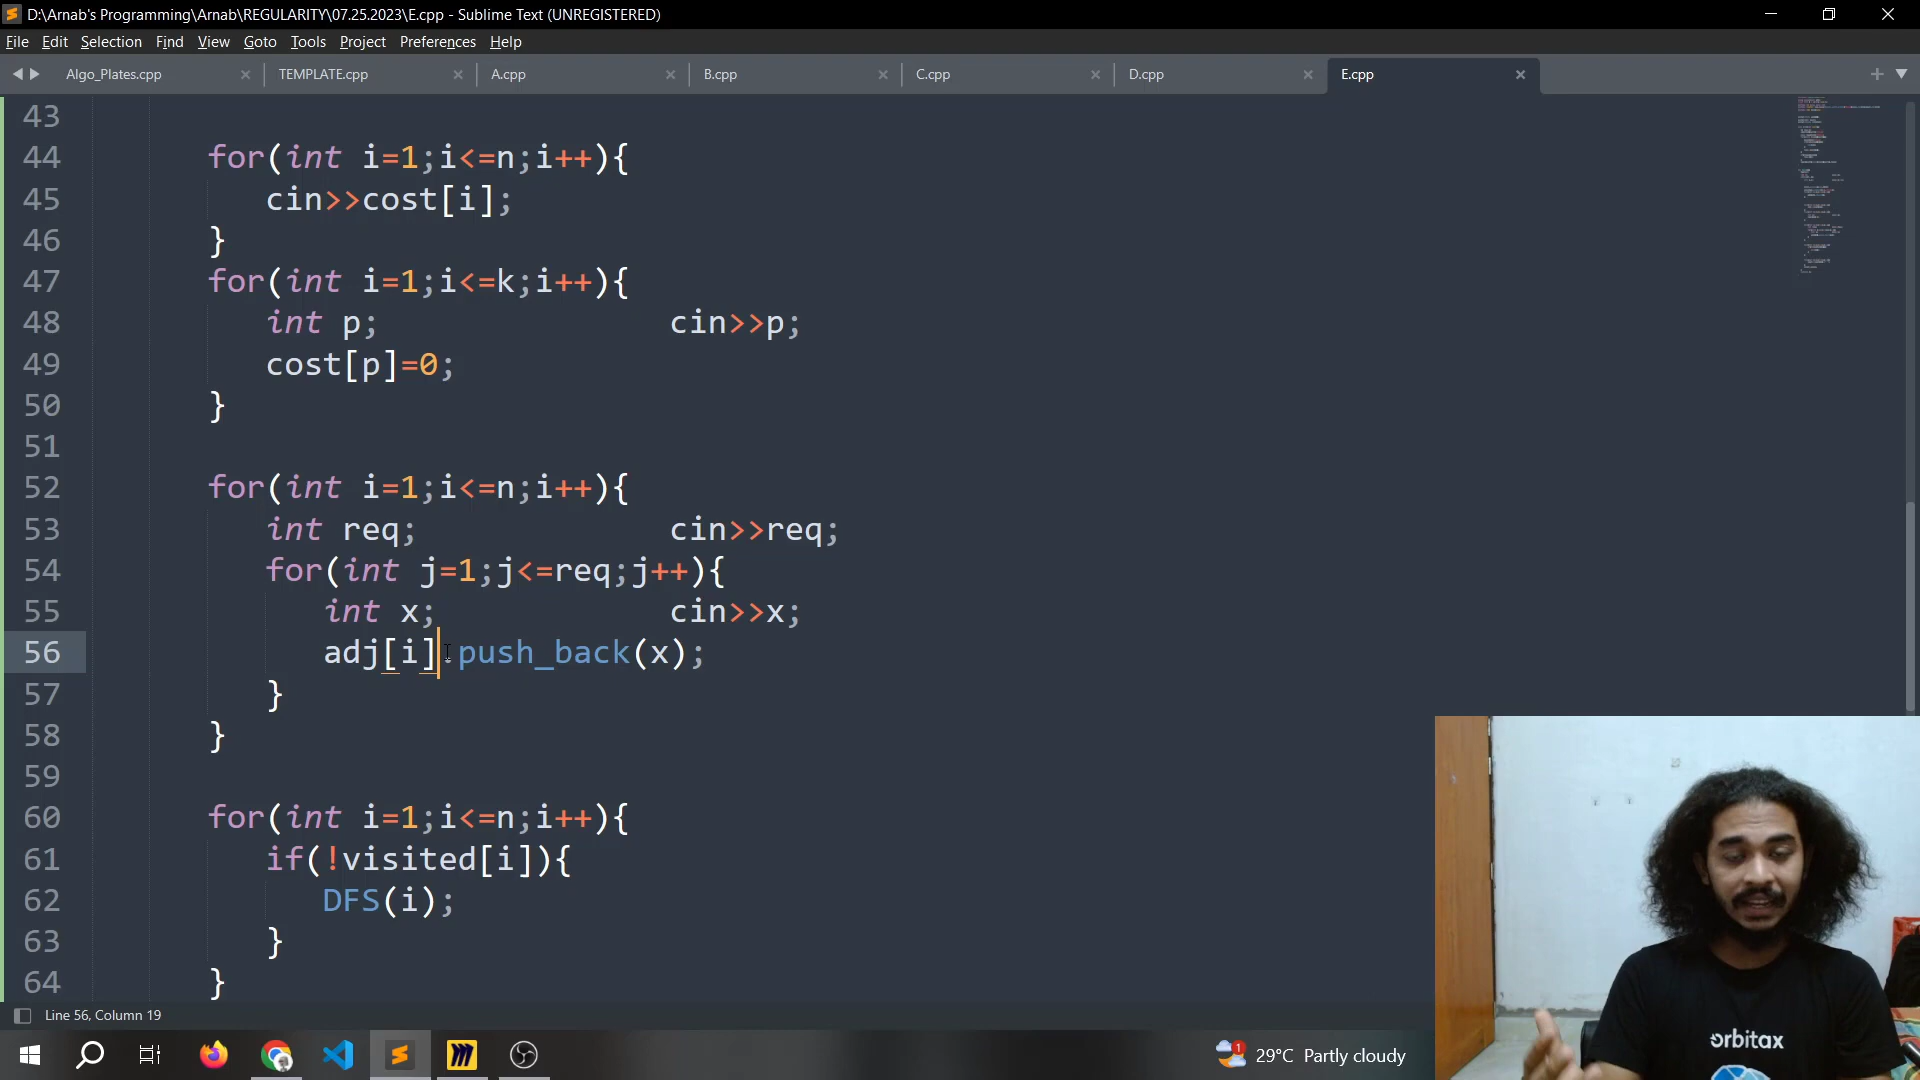 D:\Arnab's Programming\Arnab\REGULARITY\07.25.2023\E.cpp - Sublime Text (UNREGISTERED)
File Edit Selection Find View Goto Tools Project Preferences Help
Algo_Plates.cpp TEMPLATE.cpp A.cpp B.cpp C.cpp D.cpp E.cpp
43
44 for(int i=1;i<=n;i++){
45 cin>>cost[i];
46 }
47 for(int i=1;i<=k;i++){
48 int p; cin>>p;
49 cost[p]=0;
50 }
51
52 for(int i=1;i<=n;i++){
53 int req; cin>>req;
54 for(int j=1;j<=req;j++){
55 int x; cin>>x;
56 adj[i].push_back(x);
57 }
58 }
59
60 for(int i=1;i<=n;i++){
61 if(!visited[i]){
62 DFS(i);
63 }
64 }
orbitax
Line 56, Column 19
1 29°C Partly cloudy